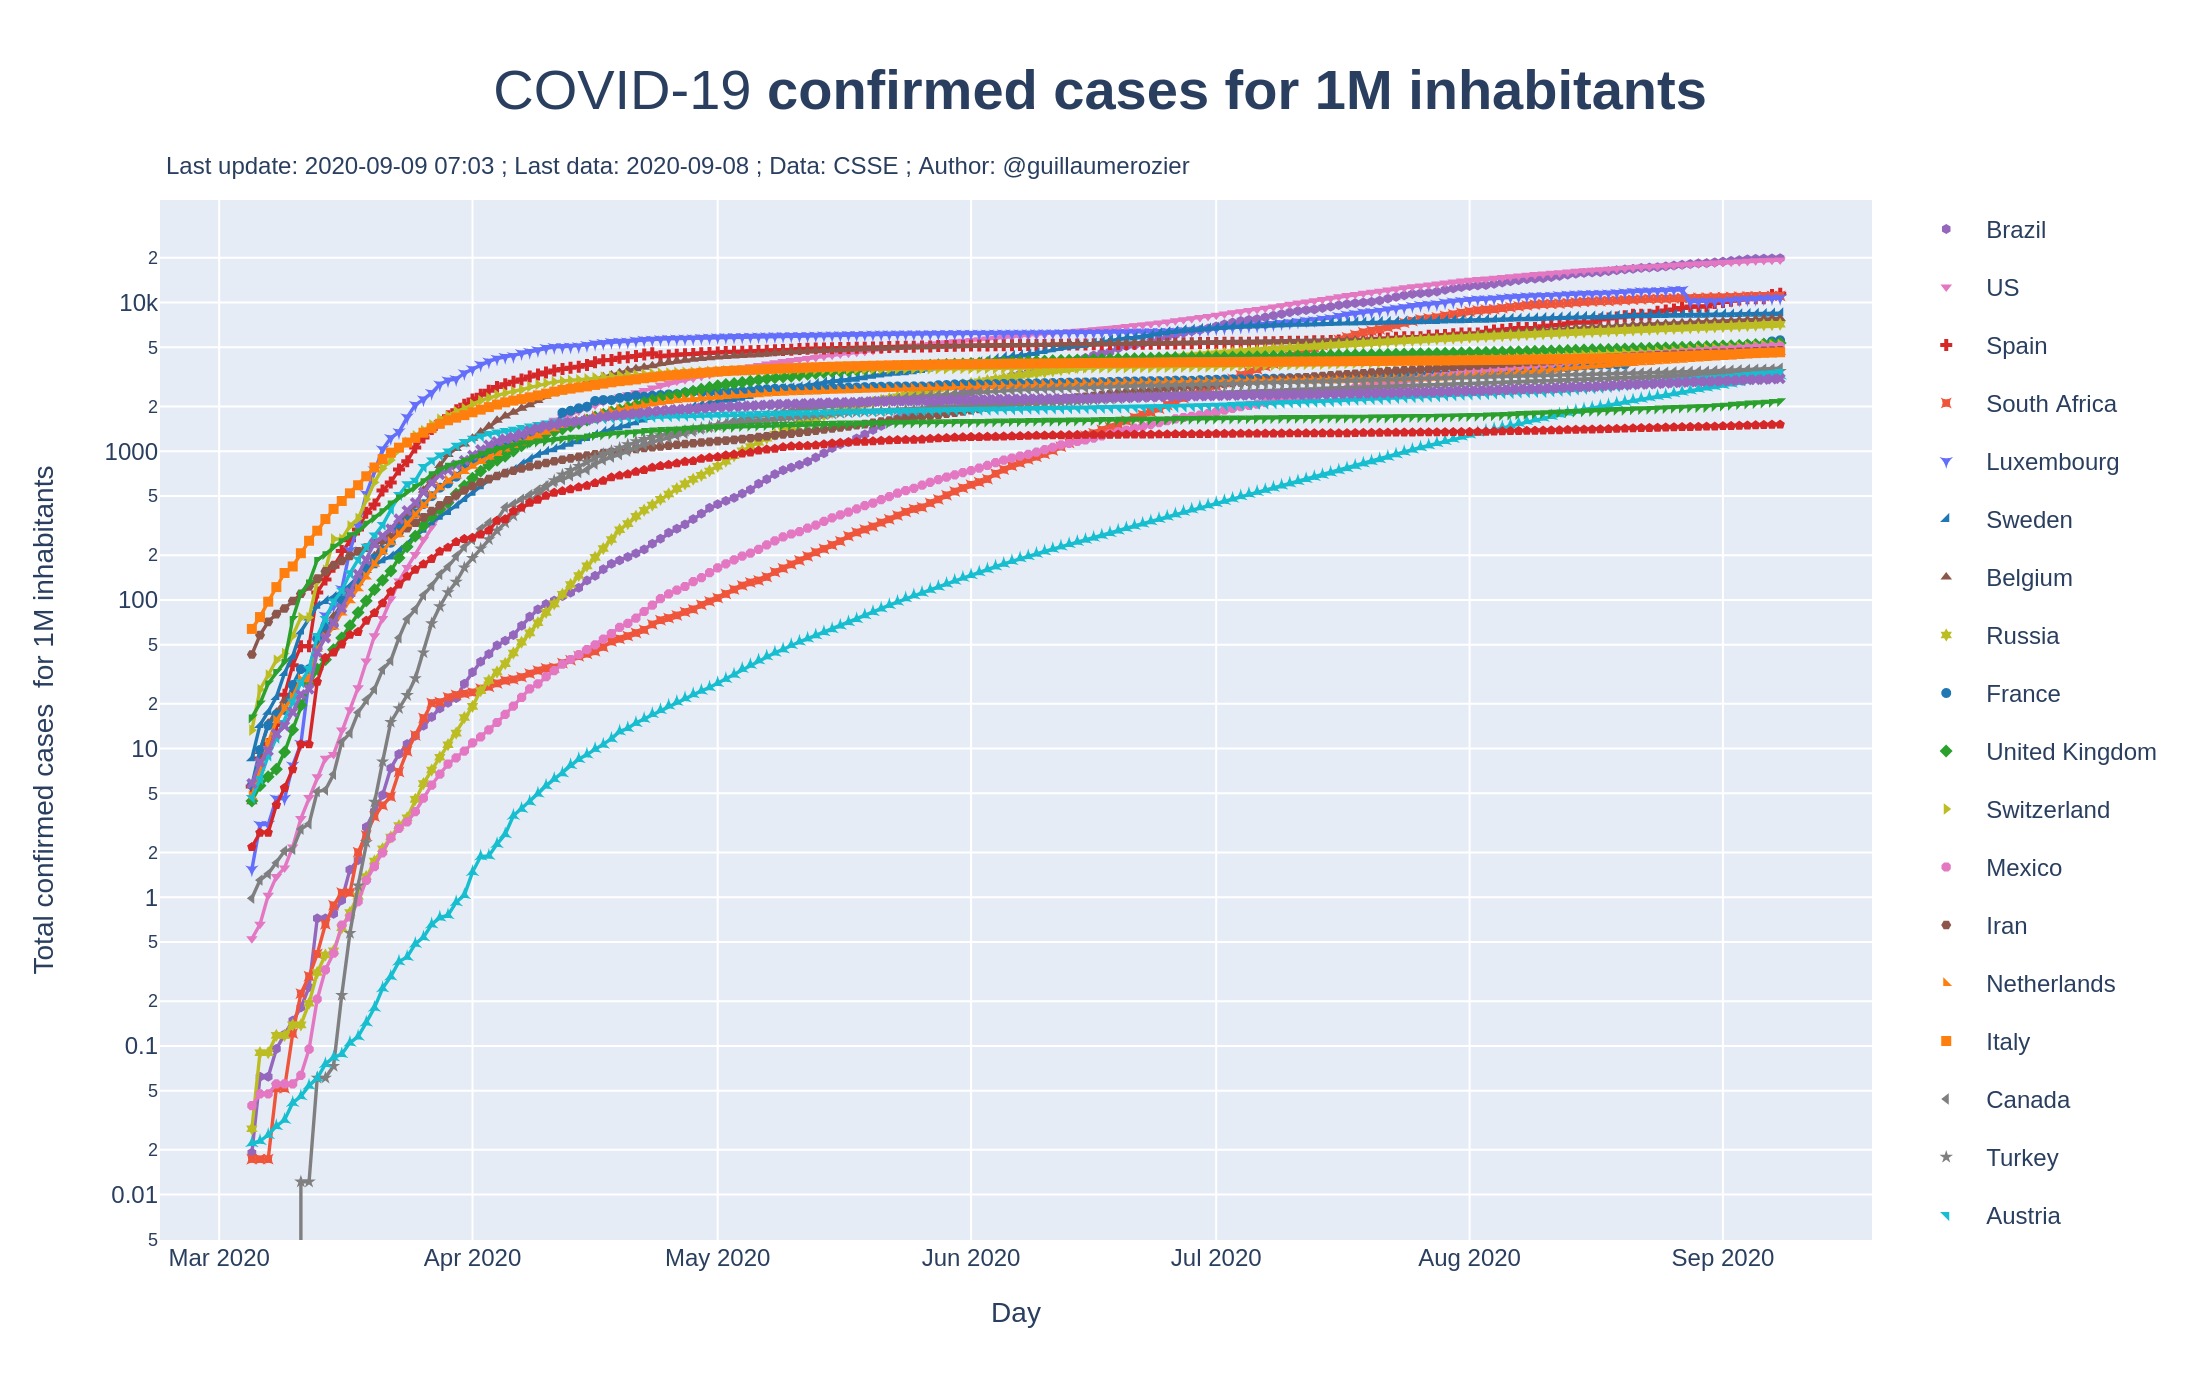 COVID-19 confirmed cases for 1M inhabitants
Last update: 2020-09-09 07:03 ; Last data: 2020-09-08 ; Data: CSSE ; Author: @guillaumerozier
Total confirmed cases for 1M inhabitants
2
10k
5
2
1000
5
2
100
5
2
10
5
2
1
5
2
0.1
5
2
0.01
5
Mar 2020
Apr 2020
May 2020
Jun 2020
Jul 2020
Aug 2020
Sep 2020
Day
Brazil
US
Spain
South Africa
Luxembourg
Sweden
Belgium
Russia
France
United Kingdom
Switzerland
Mexico
Iran
Netherlands
Italy
Canada
Turkey
Austria